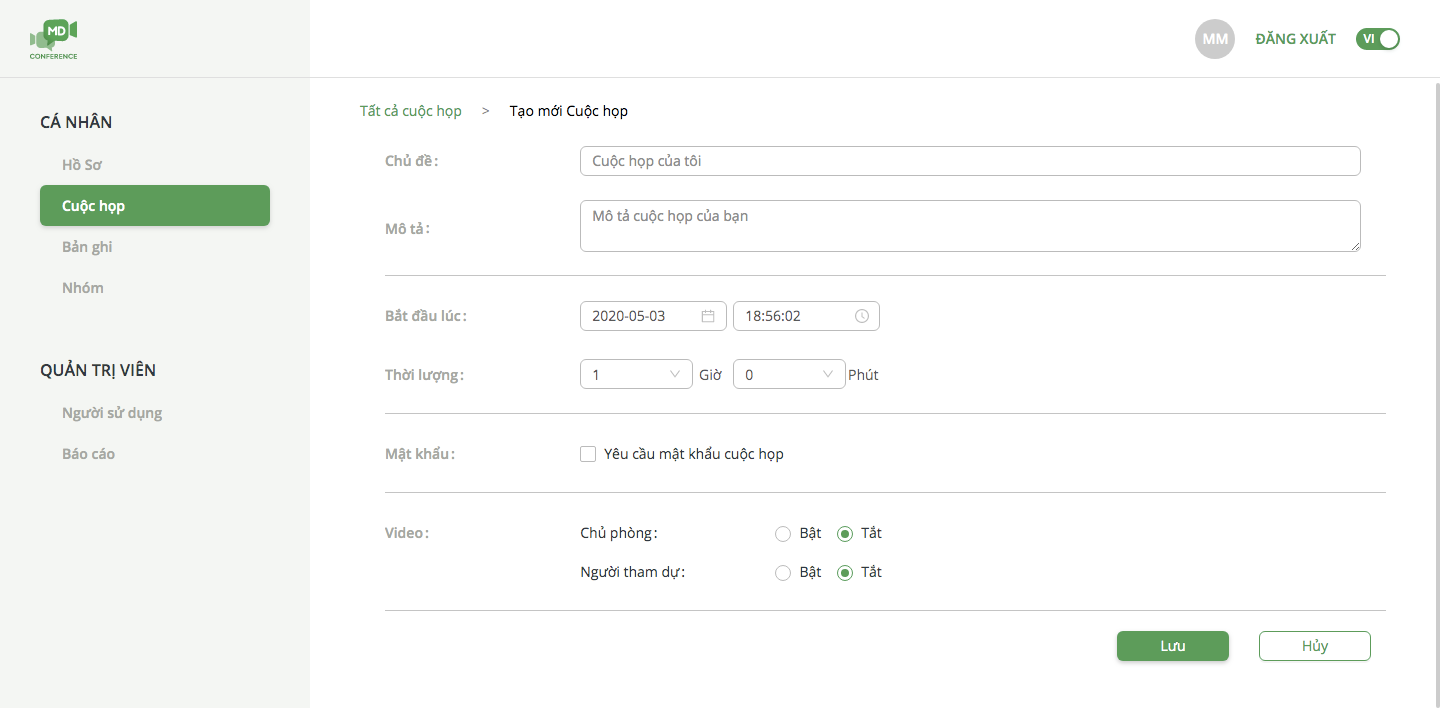 MD
CONFERENCE
MM
ĐĂNG XUẤT
VI
CÁ NHÂN
Hồ Sơ
Cuộc họp
Bản ghi
Nhóm
QUẢN TRỊ VIÊN
Người sử dụng
Báo cáo
Tất cả cuộc họp > Tạo mới Cuộc họp
Chủ đề: Cuộc họp của tôi
Mô tả: Mô tả cuộc họp của bạn
Bắt đầu lúc: 2020-05-03 18:56:02
Thời lượng: 1 Giờ 0 Phút
Mật khẩu: Yêu cầu mật khẩu cuộc họp
Video: Chủ phòng: Bật Tắt
Người tham dự: Bật Tắt
Lưu Hủy